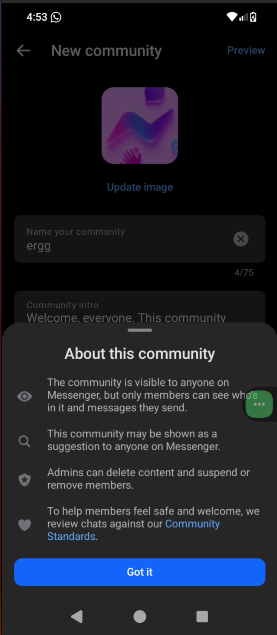 4:53
New community
Preview
Update image
Name your community
ergg
4/75
Community intro
Welcome, everyone. This community
About this community
The community is visible to anyone on
Messenger, but only members can see who's
in it and messages they send.
This community may be shown as a
suggestion to anyone on Messenger.
Admins can delete content and suspend or
remove members.
To help members feel safe and welcome, we
review chats against our Community
Standards.
Got it